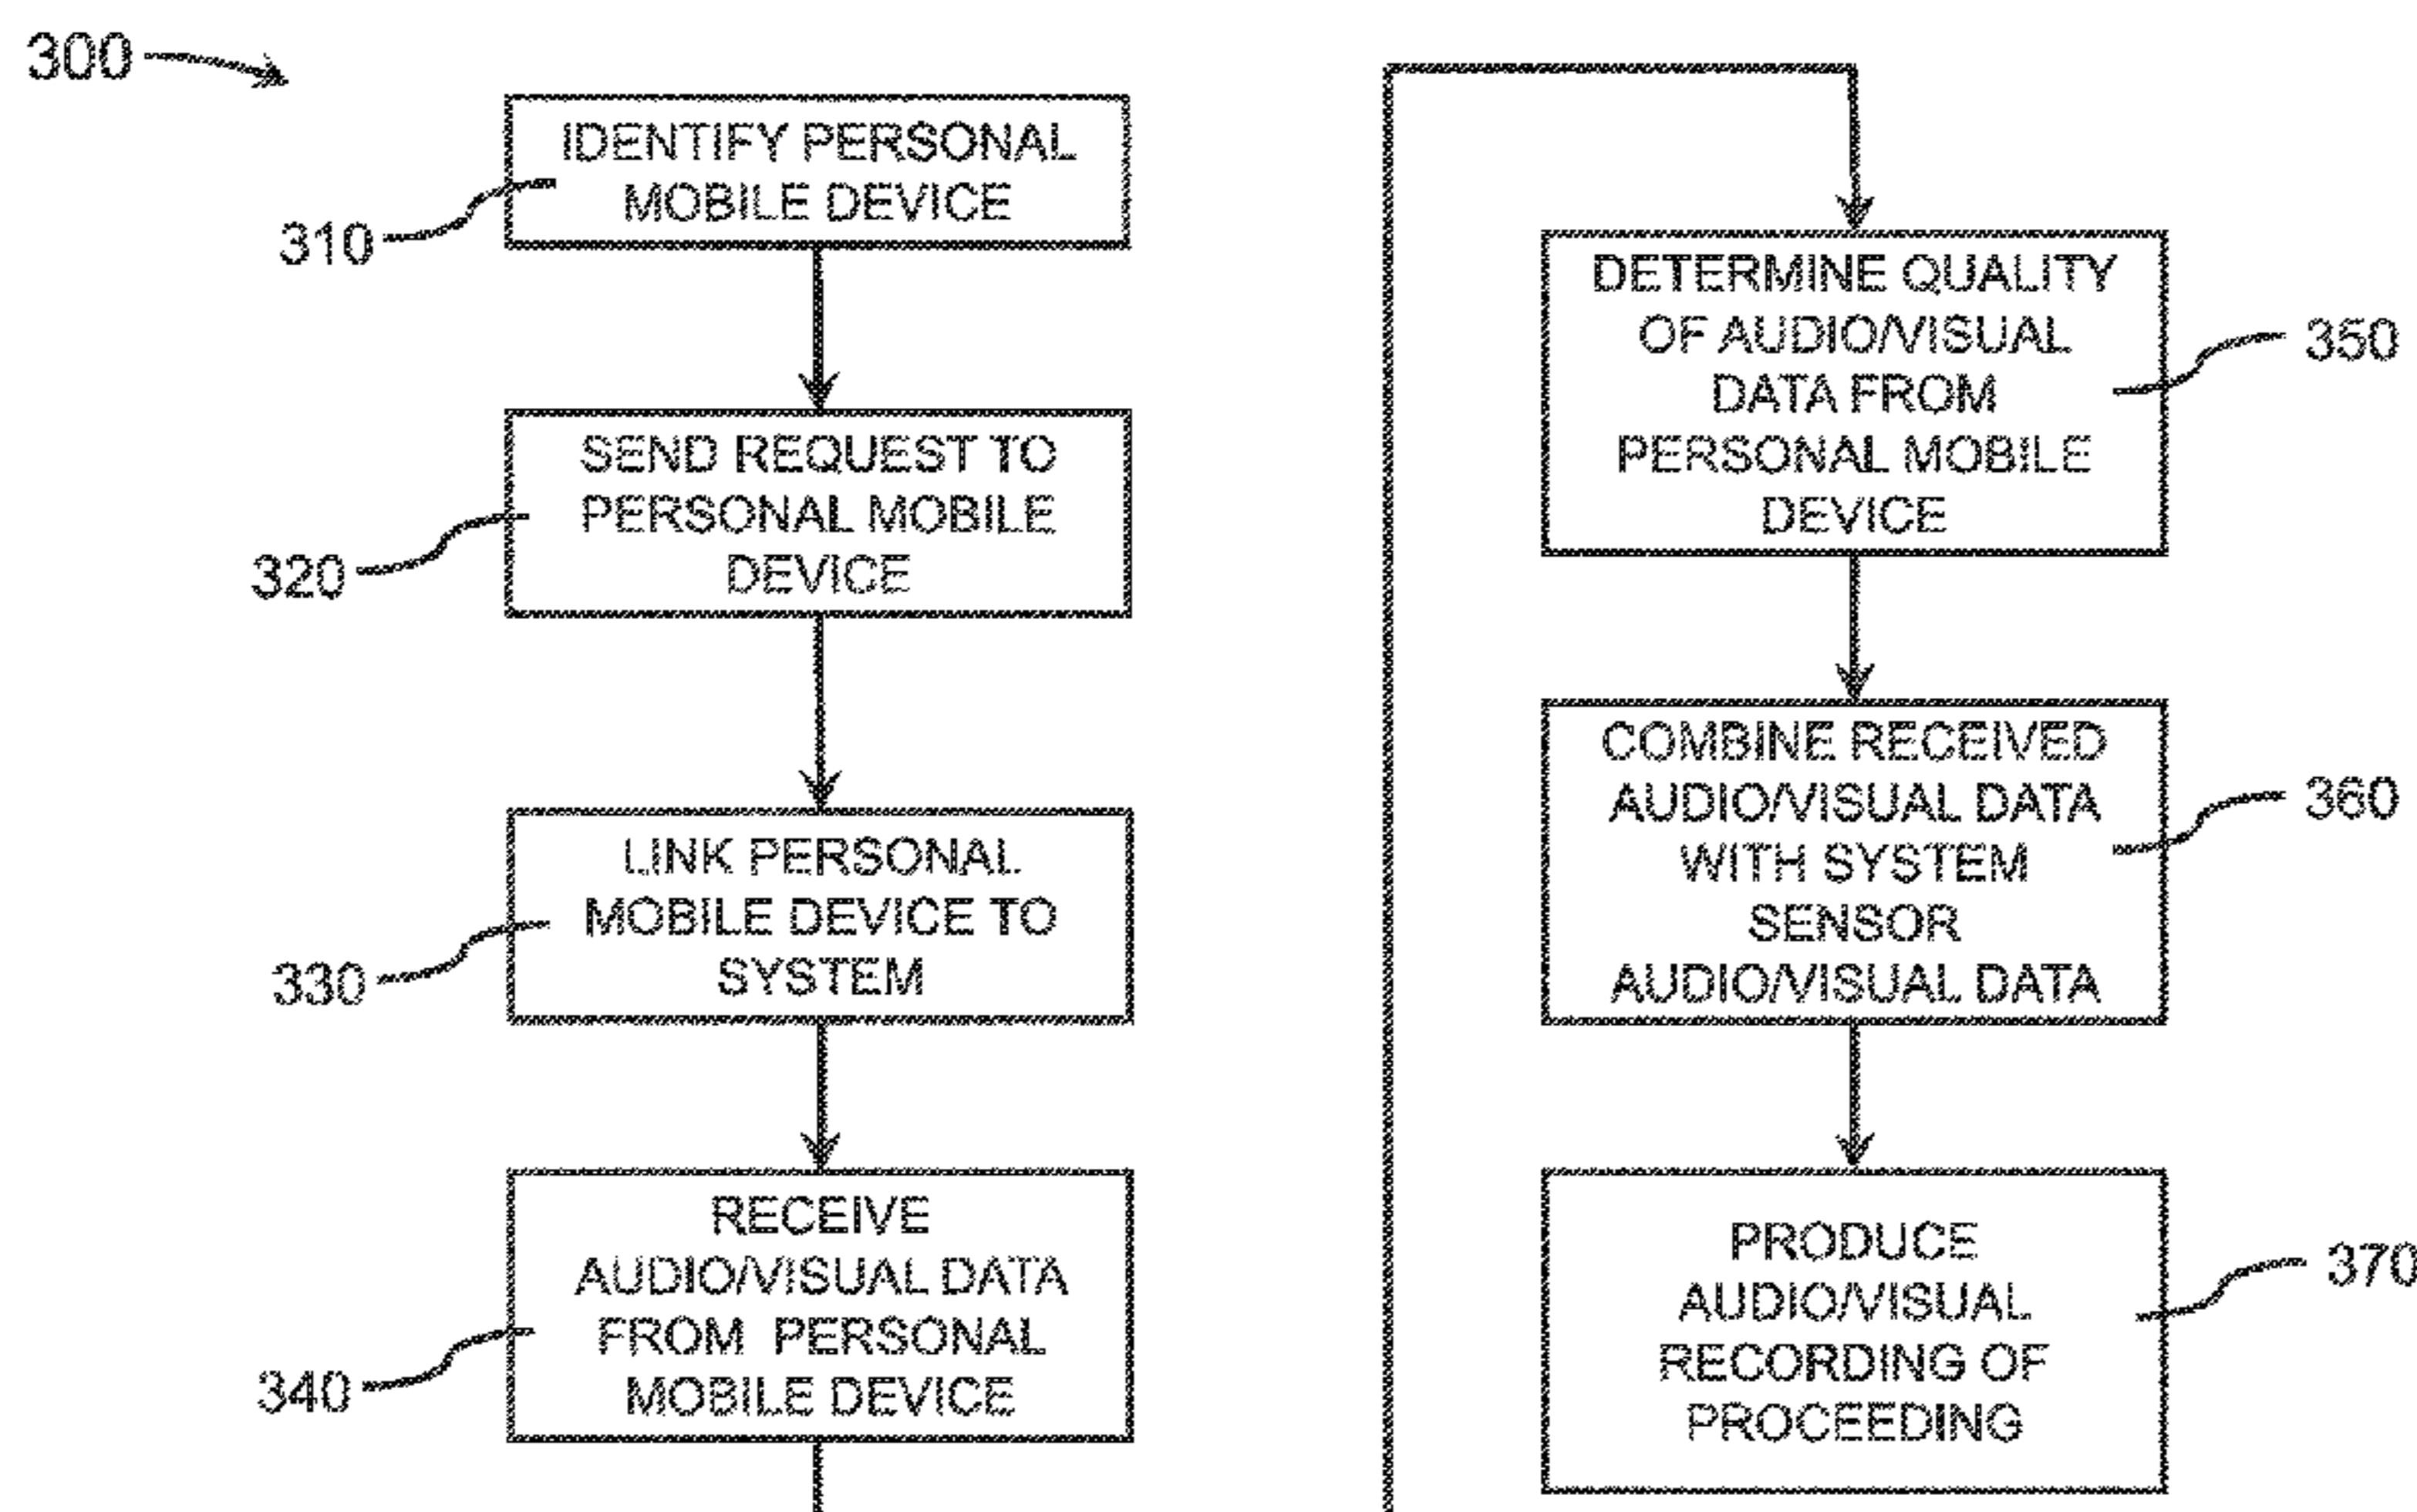 300
IDENTIFY PERSONAL
MOBILE DEVICE
310
SEND REQUEST TO
PERSONAL MOBILE
DEVICE
320
LINK PERSONAL
MOBILE DEVICE TO
SYSTEM
330
RECEIVE
AUDIO/VISUAL DATA
FROM PERSONAL
MOBILE DEVICE
340
DETERMINE QUALITY
OF AUDIO/VISUAL
DATA FROM
PERSONAL MOBILE
DEVICE
350
COMBINE RECEIVED
AUDIO/VISUAL DATA
WITH SYSTEM
SENSOR
AUDIO/VISUAL DATA
360
PRODUCE
AUDIO/VISUAL
RECORDING OF
PROCEEDING
370